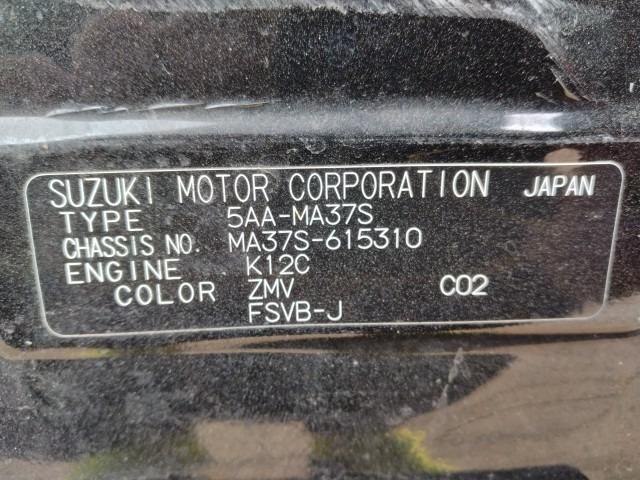 SUZUKI MOTOR CORPORATION JAPAN
TYPE 5AA-MA37S
CHASSIS NO. MA37S-615310
ENGINE K12C
COLOR ZMV C02
FSVB-J